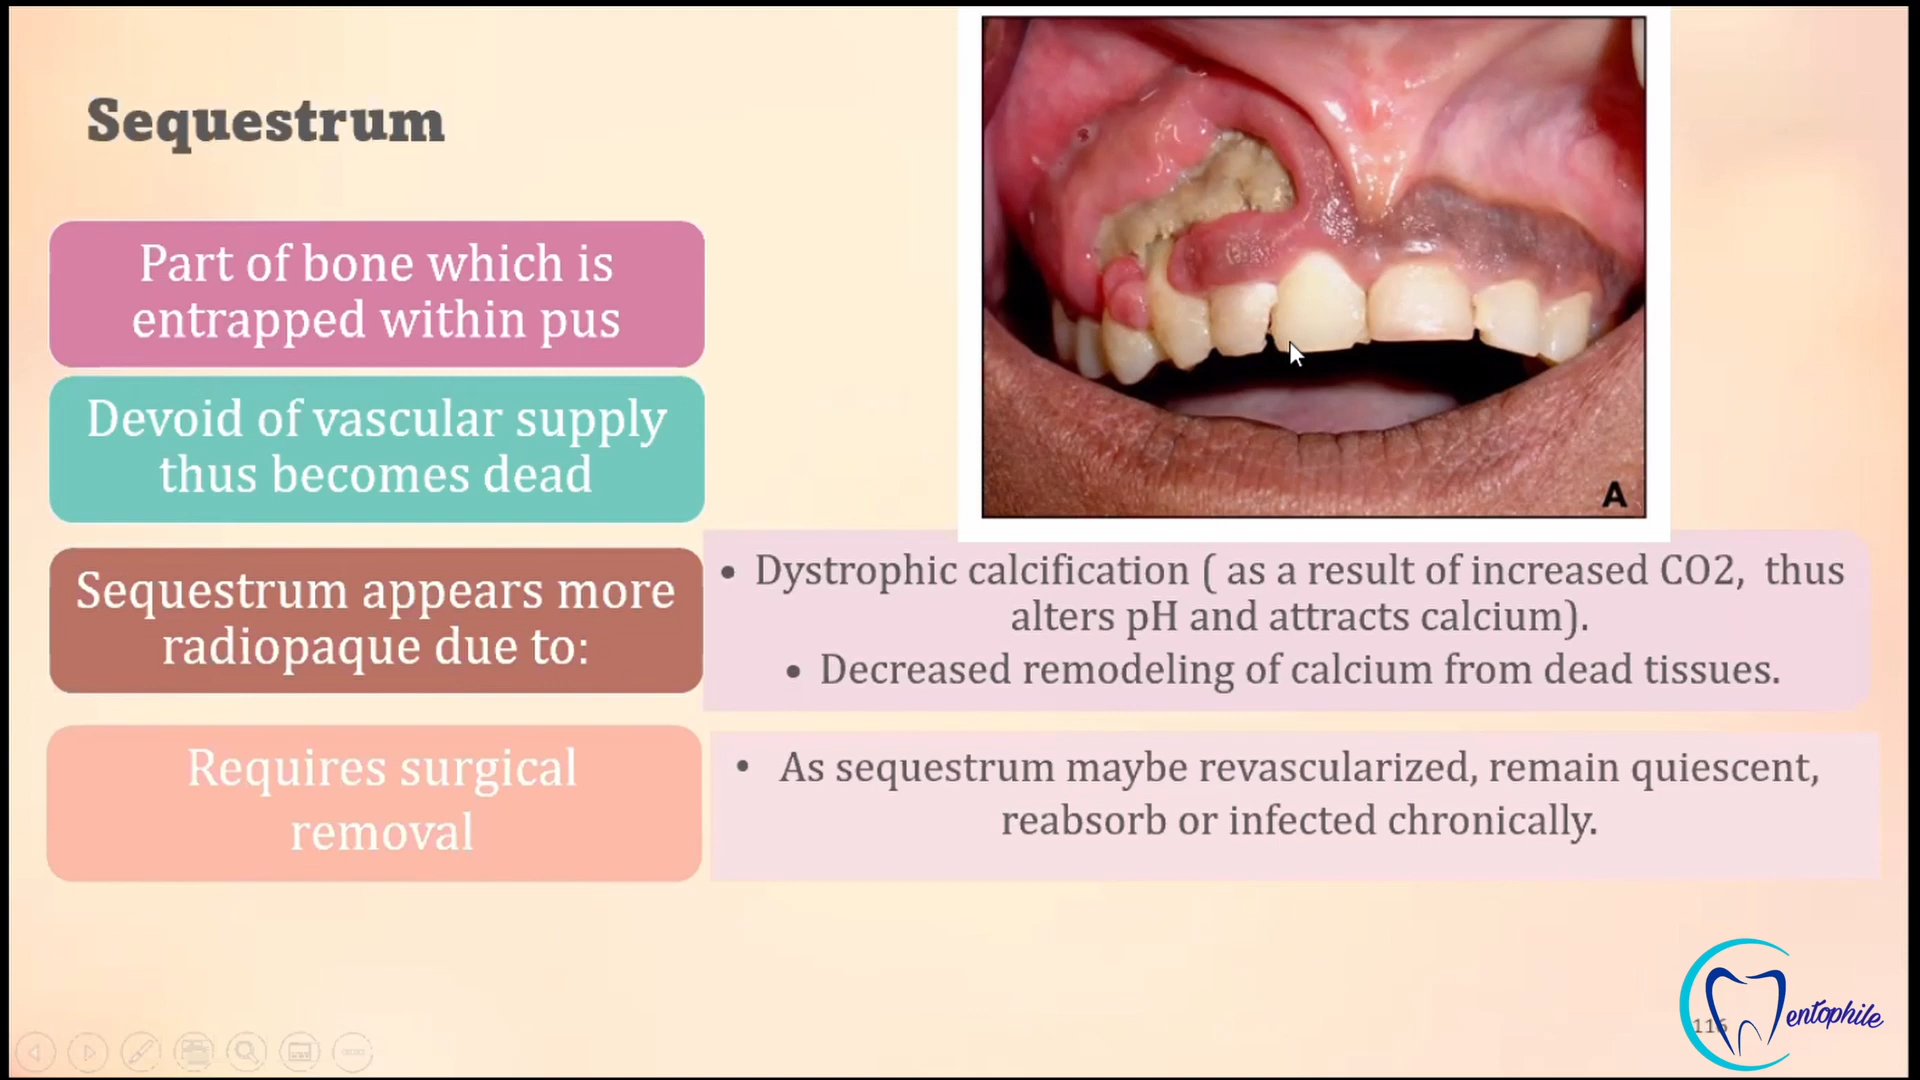 Sequestrum
Part of bone which is
entrapped within pus
Devoid of vascular supply
thus becomes dead
Sequestrum appears more
radiopaque due to:
• Dystrophic calcification ( as a result of increased CO2, thus
alters pH and attracts calcium).
• Decreased remodeling of calcium from dead tissues.
Requires surgical
removal
• As sequestrum maybe revascularized, remain quiescent,
reabsorb or infected chronically.
A
116
entophile